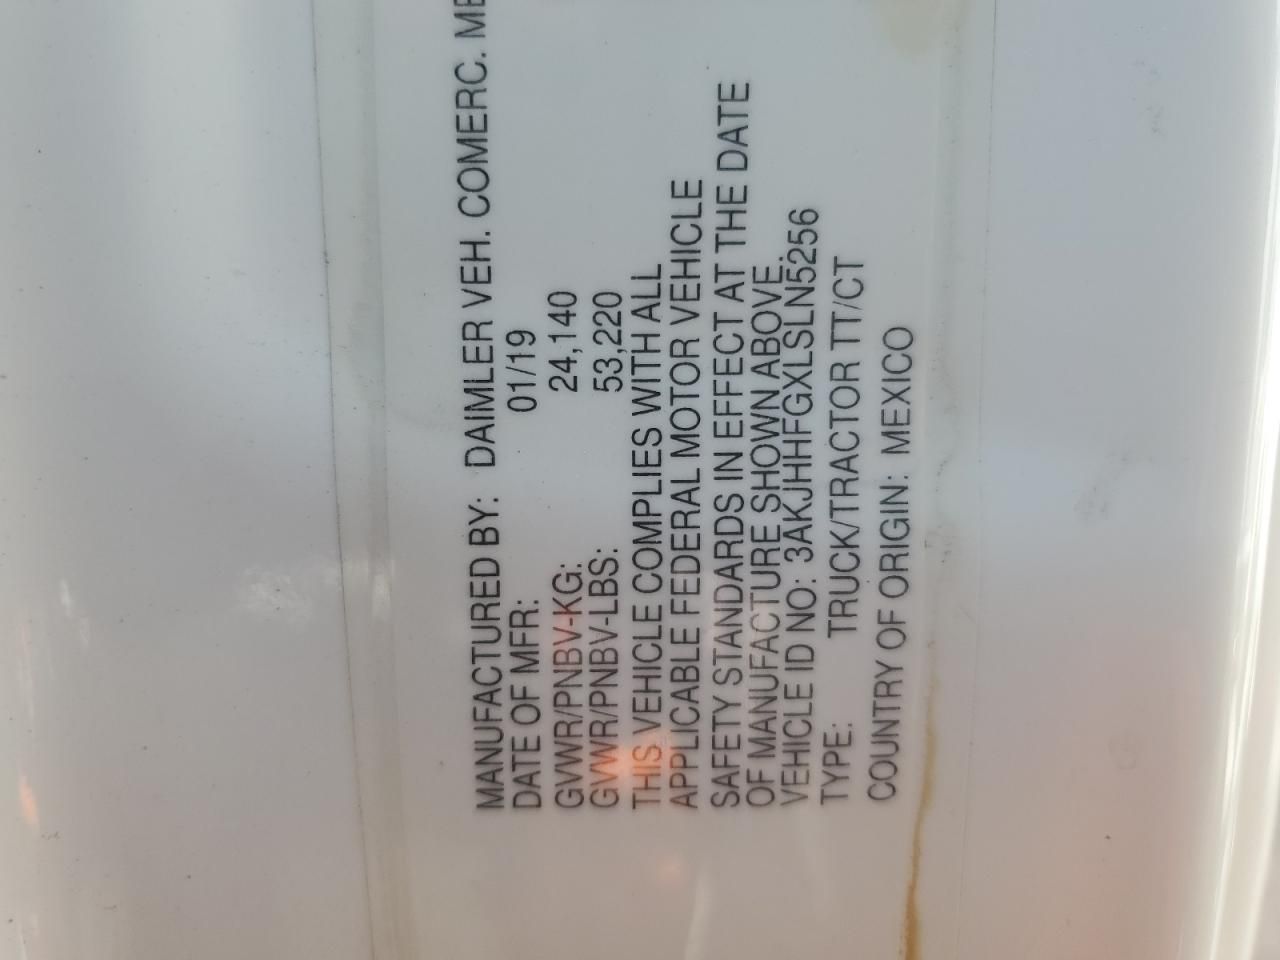 MANUFACTURED BY: DAIMLER VEH. COMERC. ME
DATE OF MFR: 01/19
GVWR/PNBV-KG: 24,140
GVWR/PNBV-LBS: 53,220
THIS VEHICLE COMPLIES WITH ALL
APPLICABLE FEDERAL MOTOR VEHICLE
SAFETY STANDARDS IN EFFECT AT THE DATE
OF MANUFACTURE SHOWN ABOVE.
VEHICLE ID NO: 3AKJHHFGXLSLN5256
TYPE: TRUCK/TRACTOR TT/CT
COUNTRY OF ORIGIN: MEXICO